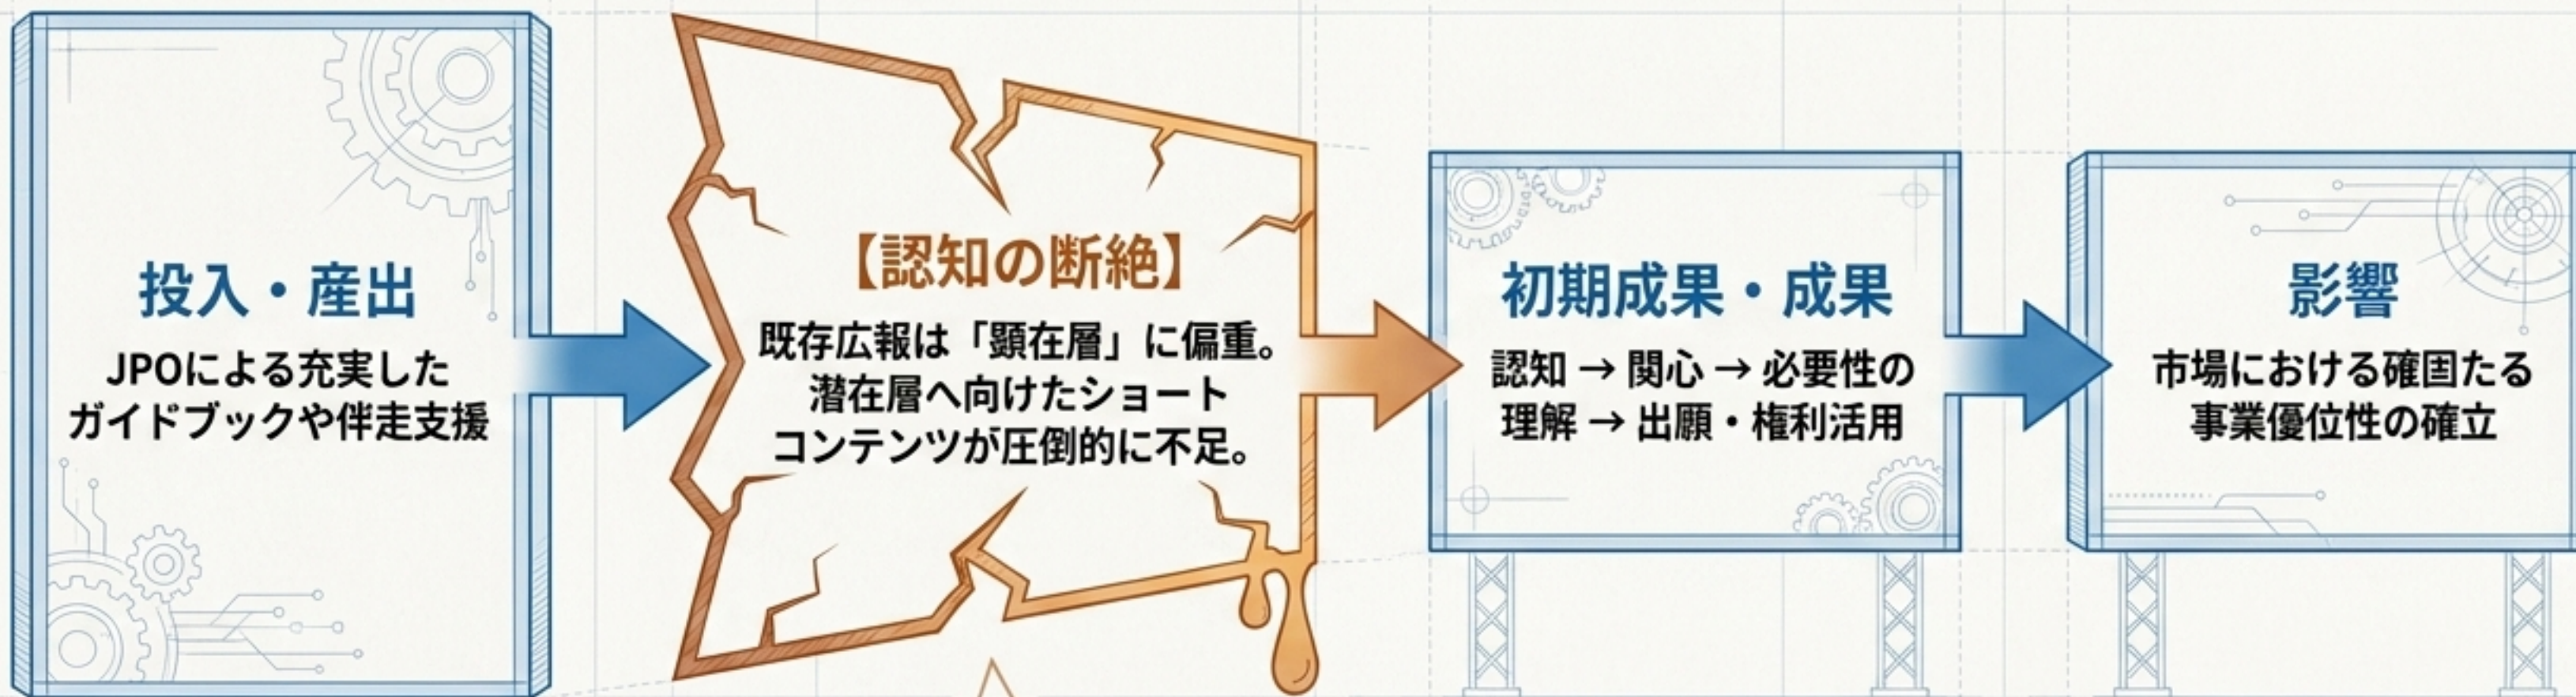 投入・産出
JPOによる充実した
ガイドブックや伴走支援
【認知の断絶】
既存広報は「顕在層」に偏重。
潜在層へ向けたショート
コンテンツが圧倒的に不足。
初期成果・成果
認知 → 関心 → 必要性の
理解 → 出願・権利活用
影響
市場における確固たる
事業優位性の確立